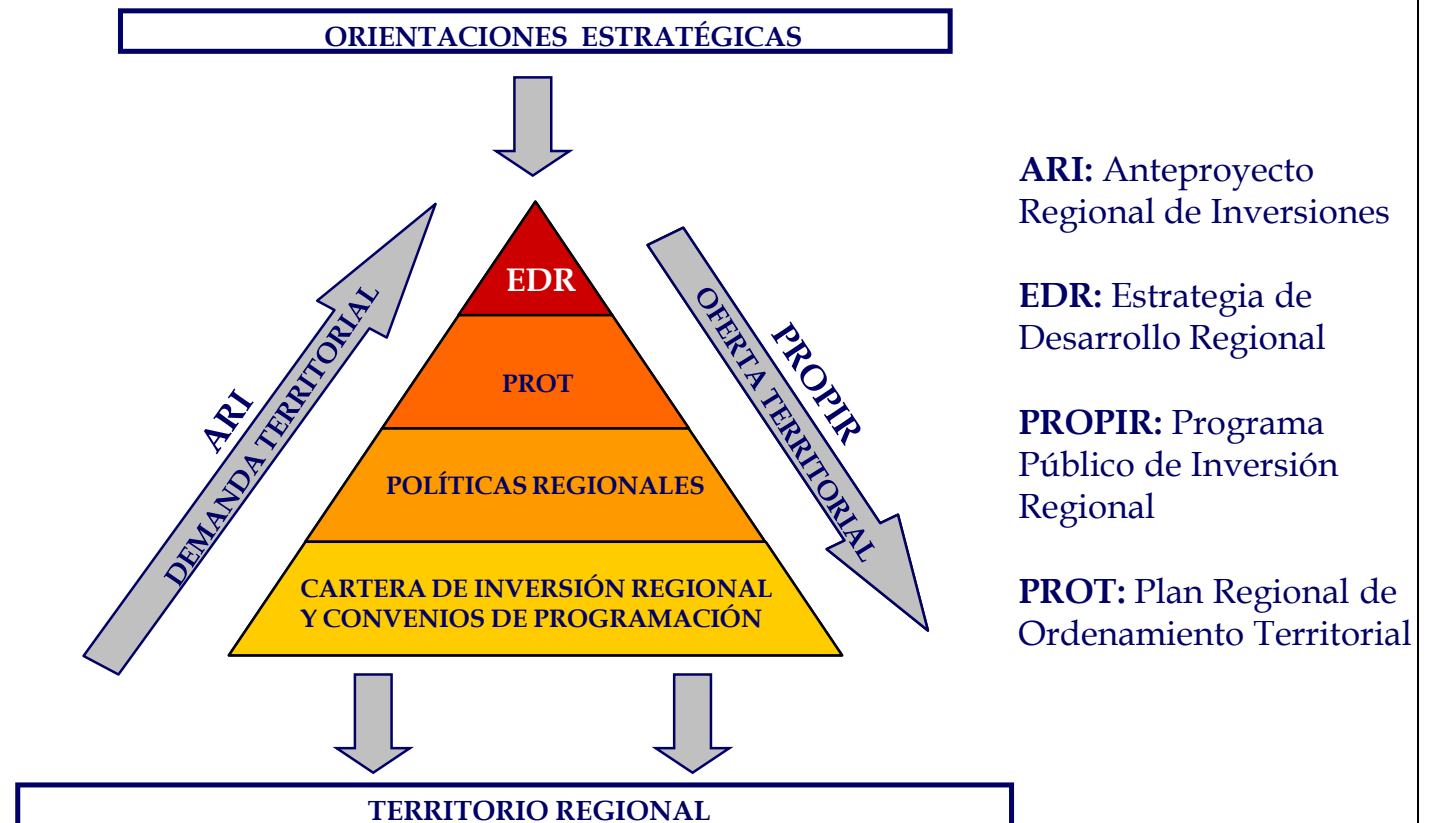 ORIENTACIONES ESTRATÉGICAS
EDR
PROT
POLÍTICAS REGIONALES
CARTERA DE INVERSIÓN REGIONAL
Y CONVENIOS DE PROGRAMACIÓN
ARI
DEMANDA TERRITORIAL
PROPIR
OFERTA TERRITORIAL
TERRITORIO REGIONAL
ARI: Anteproyecto
Regional de Inversiones
EDR: Estrategia de
Desarrollo Regional
PROPIR: Programa
Público de Inversión
Regional
PROT: Plan Regional de
Ordenamiento Territorial